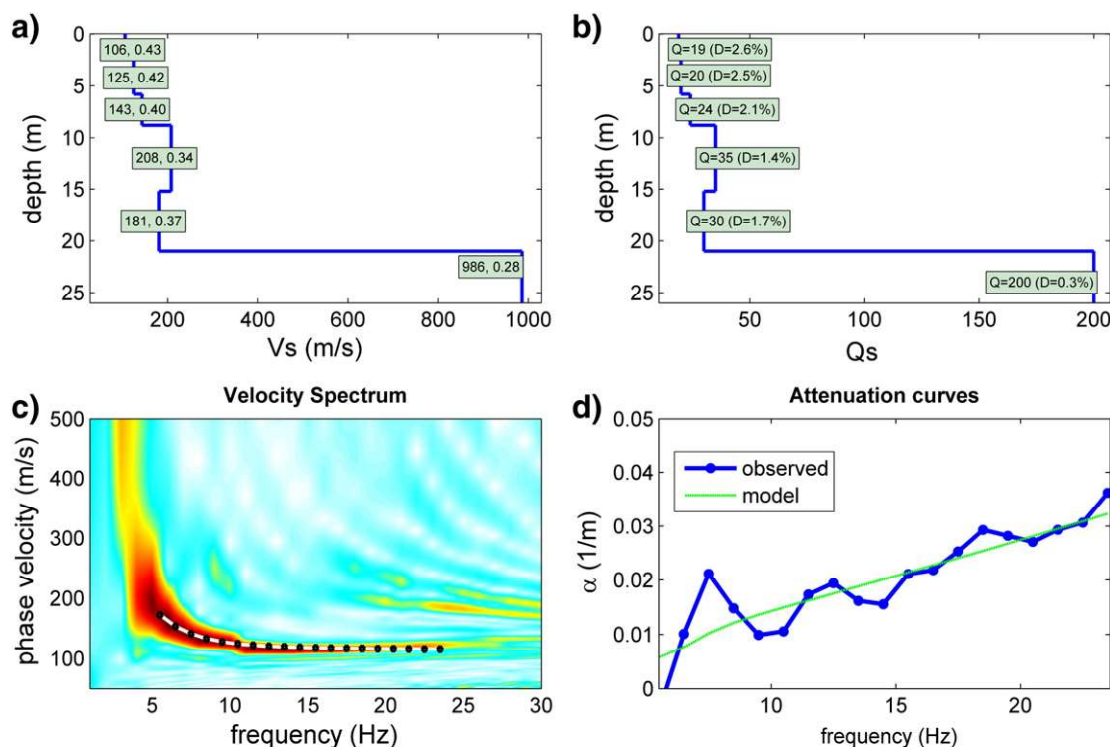 a)
0
5
10
15
20
25
depth (m)
106, 0.43
125, 0.42
143, 0.40
208, 0.34
181, 0.37
986, 0.28
200 400 600 800 1000
Vs (m/s)
b)
0
5
10
15
20
25
depth (m)
Q=19 (D=2.6%)
Q=20 (D=2.5%)
Q=24 (D=2.1%)
Q=35 (D=1.4%)
Q=30 (D=1.7%)
Q=200 (D=0.3%)
50 100 150 200
Qs
c)
Velocity Spectrum
500
400
300
200
100
phase velocity (m/s)
5 10 15 20 25 30
frequency (Hz)
d)
Attenuation curves
0.05
0.04
0.03
0.02
0.01
0
α (1/m)
observed
model
10 15 20
frequency (Hz)